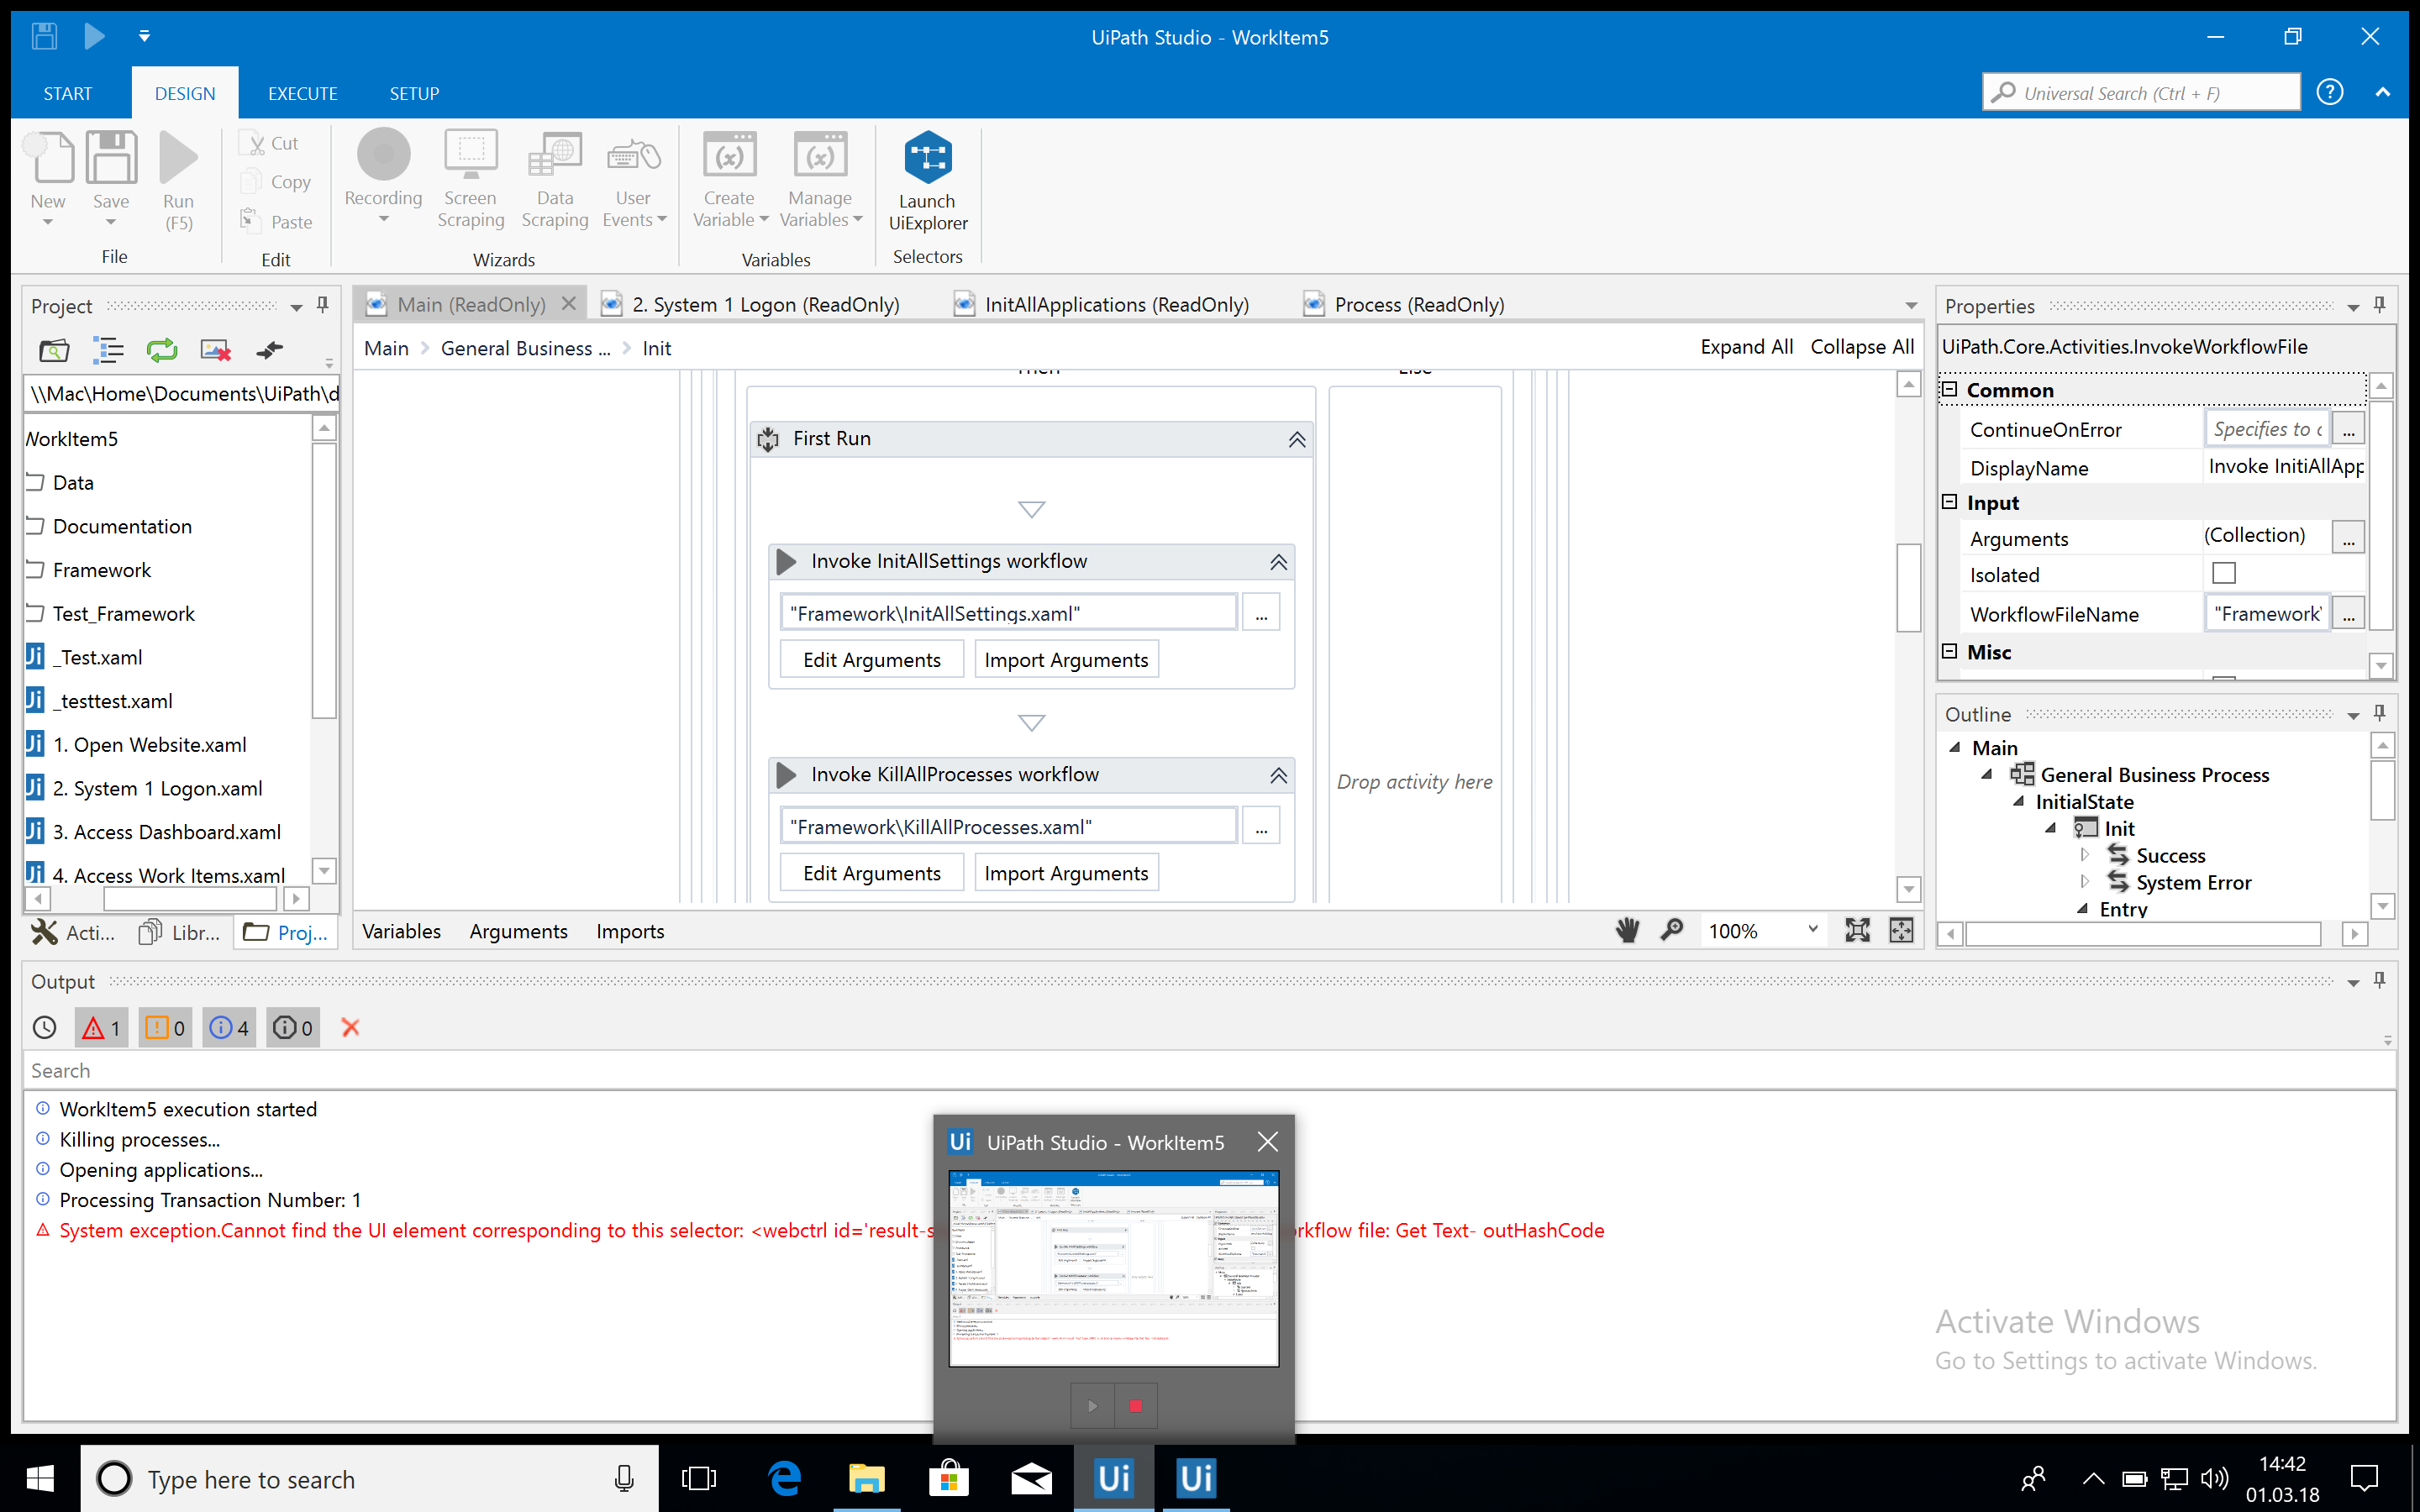 UiPath Studio - WorkItem5
START DESIGN EXECUTE SETUP
Universal Search (Ctrl + F)
New
Save
Run
(F5)
File
Cut
Copy
Paste
Edit
Recording
Screen
Scraping
Data
Scraping
User
Events
Wizards
Create
Variable
Manage
Variables
Variables
Launch
UiExplorer
Selectors
Project
\\Mac\Home\Documents\UiPath\d
WorkItem5
Data
Documentation
Framework
Test_Framework
_Test.xaml
_testtest.xaml
1. Open Website.xaml
2. System 1 Logon.xaml
3. Access Dashboard.xaml
4. Access Work Items.xaml
Acti... Libr... Proj...
Main (ReadOnly) 2. System 1 Logon (ReadOnly) InitAllApplications (ReadOnly) Process (ReadOnly)
Main General Business ... Init
Expand All Collapse All
Then Else
First Run
Invoke InitAllSettings workflow
"Framework\InitAllSettings.xaml" ...
Edit Arguments Import Arguments
Invoke KillAllProcesses workflow
"Framework\KillAllProcesses.xaml" ...
Edit Arguments Import Arguments
Drop activity here
Variables Arguments Imports
100%
Properties
UiPath.Core.Activities.InvokeWorkflowFile
Common
ContinueOnError Specifies to c ...
DisplayName Invoke InitiAllApp
Input
Arguments (Collection) ...
Isolated
WorkflowFileName "Framework\ ...
Misc
Outline
Main
General Business Process
InitialState
Init
Success
System Error
Entry
Output
1 0 4 0
Search
WorkItem5 execution started
Killing processes...
Opening applications...
Processing Transaction Number: 1
System exception.Cannot find the UI element corresponding to this selector: <webctrl id='result-s rkflow file: Get Text- outHashCode
Ui UiPath Studio - WorkItem5
Activate Windows
Go to Settings to activate Windows.
Type here to search
Ui Ui
14:42
01.03.18